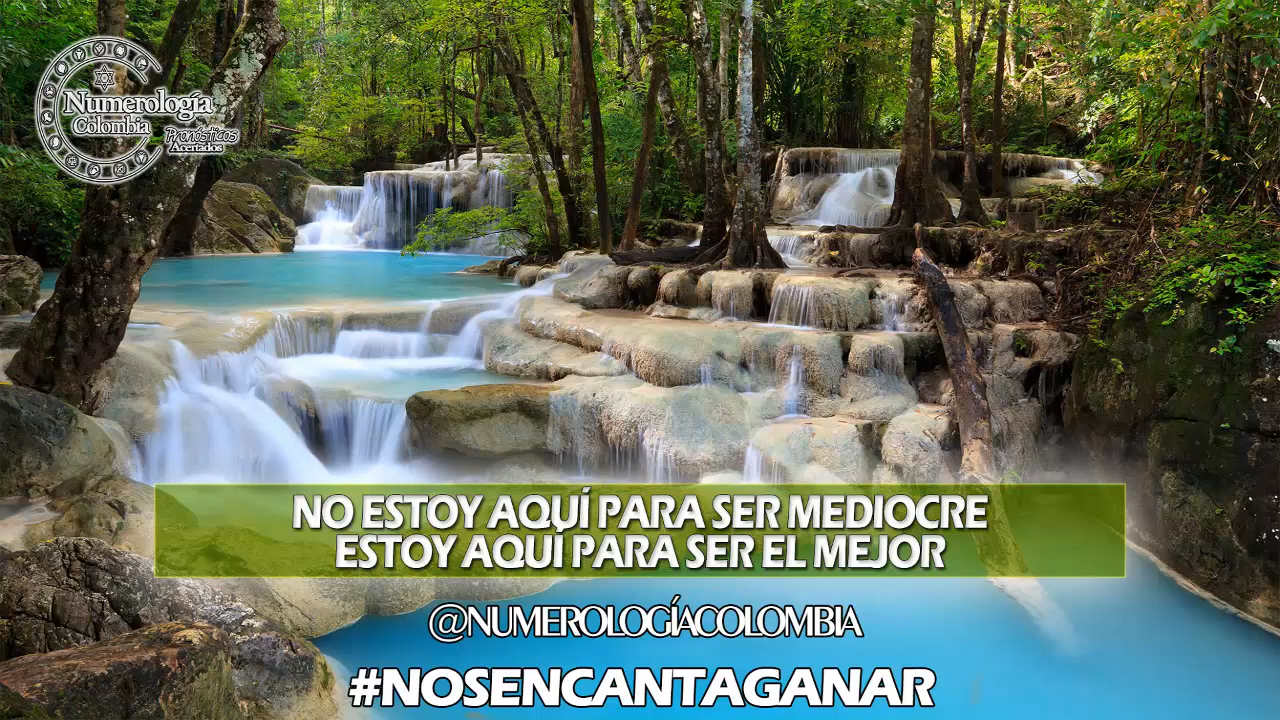 Numerología
Colombia
Pronósticos
Acertados
NO ESTOY AQUÍ PARA SER MEDIOCRE
ESTOY AQUÍ PARA SER EL MEJOR
@NUMEROLOGÍACOLOMBIA
#NOSENCANTAGANAR